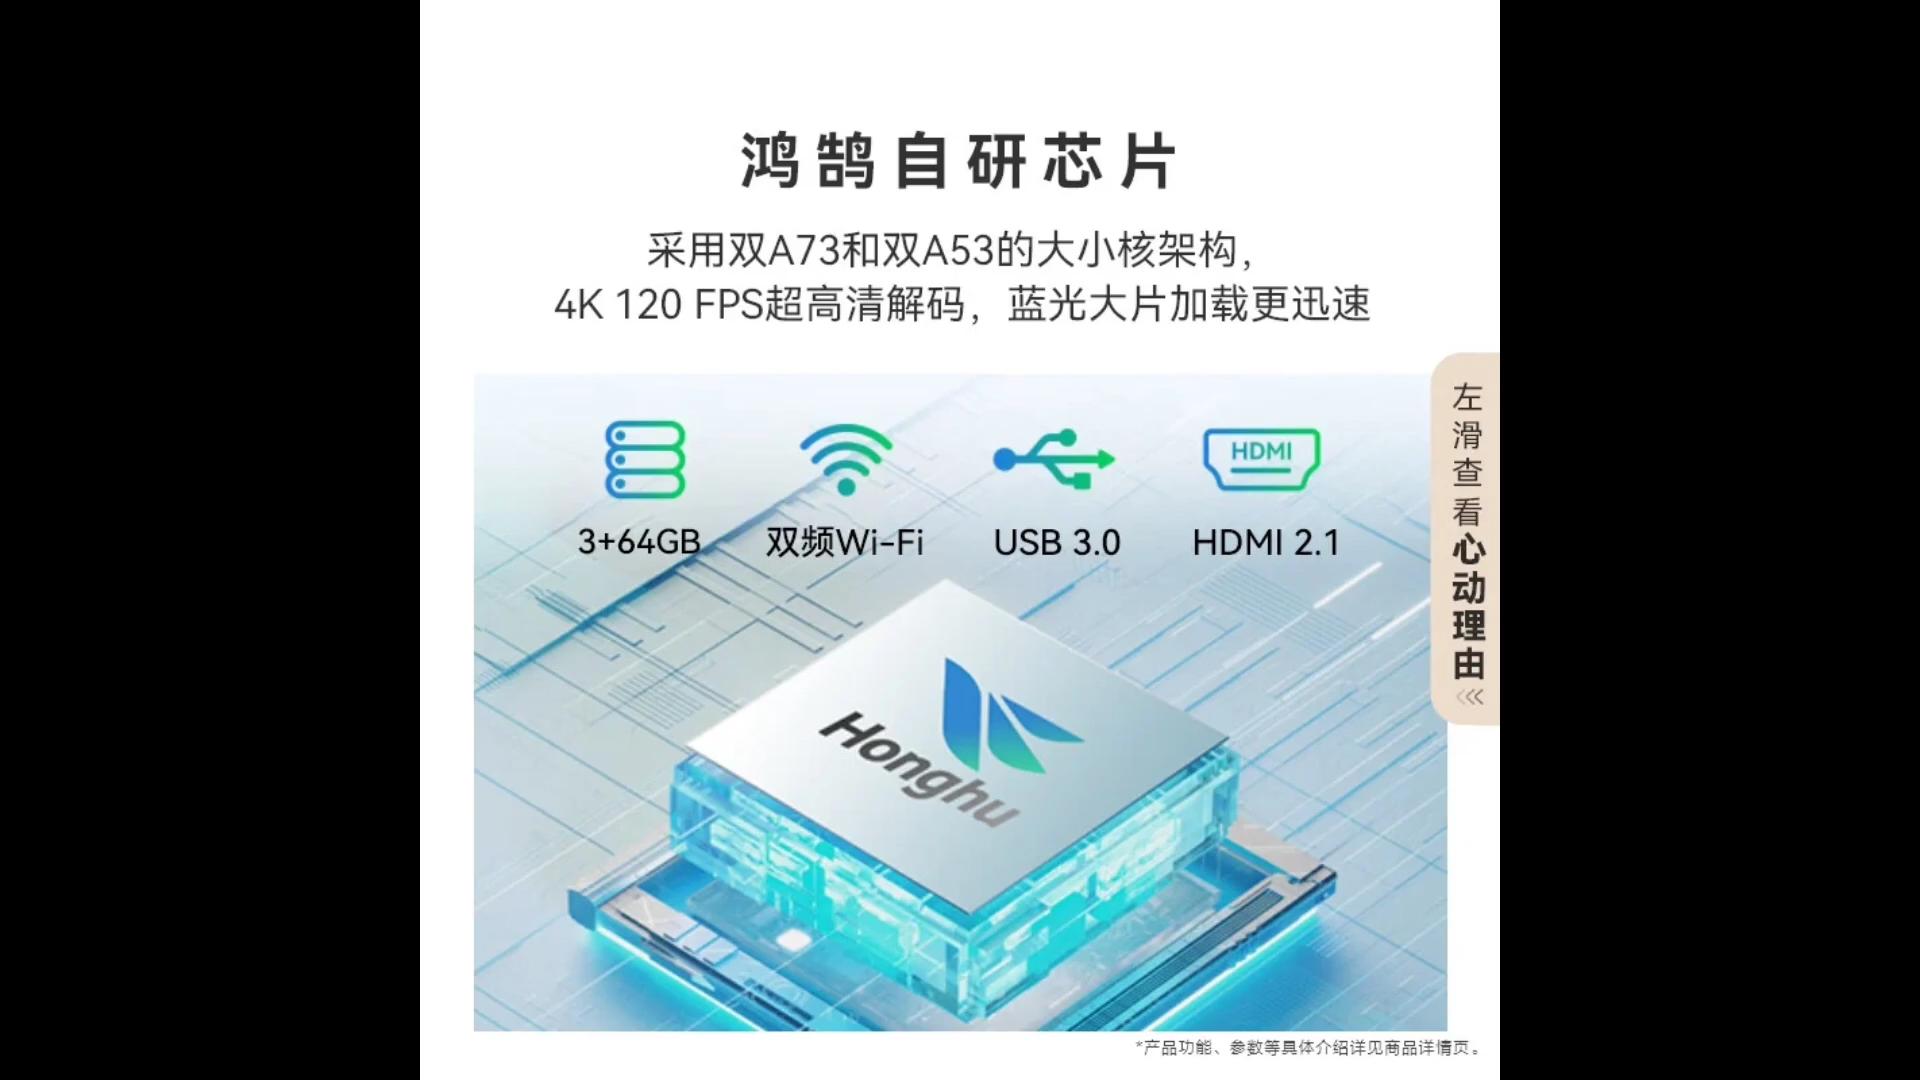 鸿鹄自研芯片
采用双A73和双A53的大小核架构，
4K 120 FPS超高清解码，蓝光大片加载更迅速
HDMI
3+64GB 双频Wi-Fi USB 3.0 HDMI 2.1
Honghu
左滑查看心动理由
*产品功能、参数等具体介绍详见商品详情页。